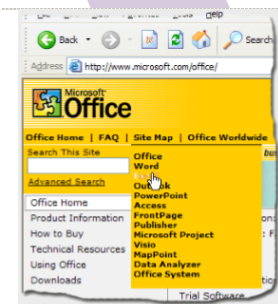 Back
Search
Address http://www.microsoft.com/office/
Microsoft
Office
Office Home | FAQ | Site Map | Office Worldwide
Search This Site
Advanced Search
Office
Word
Outlook
PowerPoint
Access
FrontPage
Publisher
Microsoft Project
Visio
MapPoint
Data Analyzer
Office System
Office Home
Product Information
How to Buy
Technical Resources
Using Office
Downloads
Trial Software